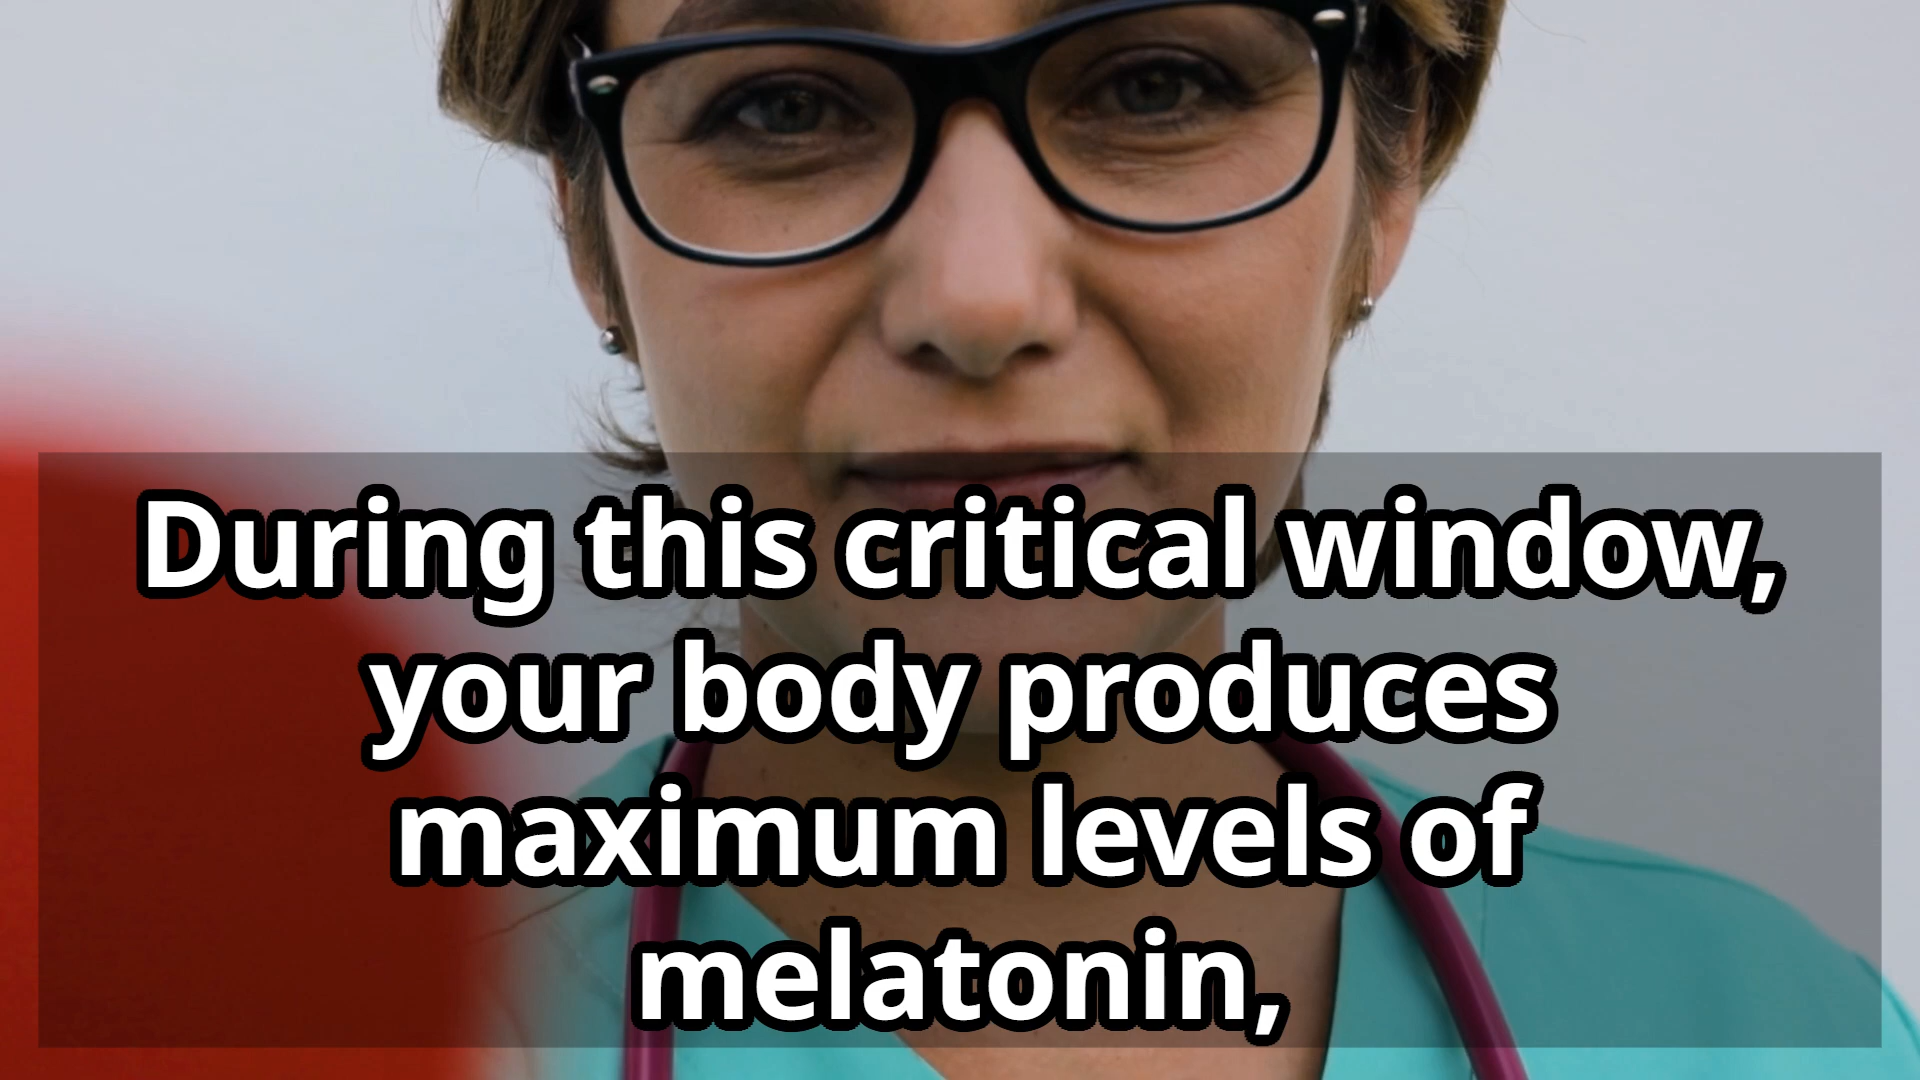 During this critical window,
your body produces
maximum levels of
melatonin,